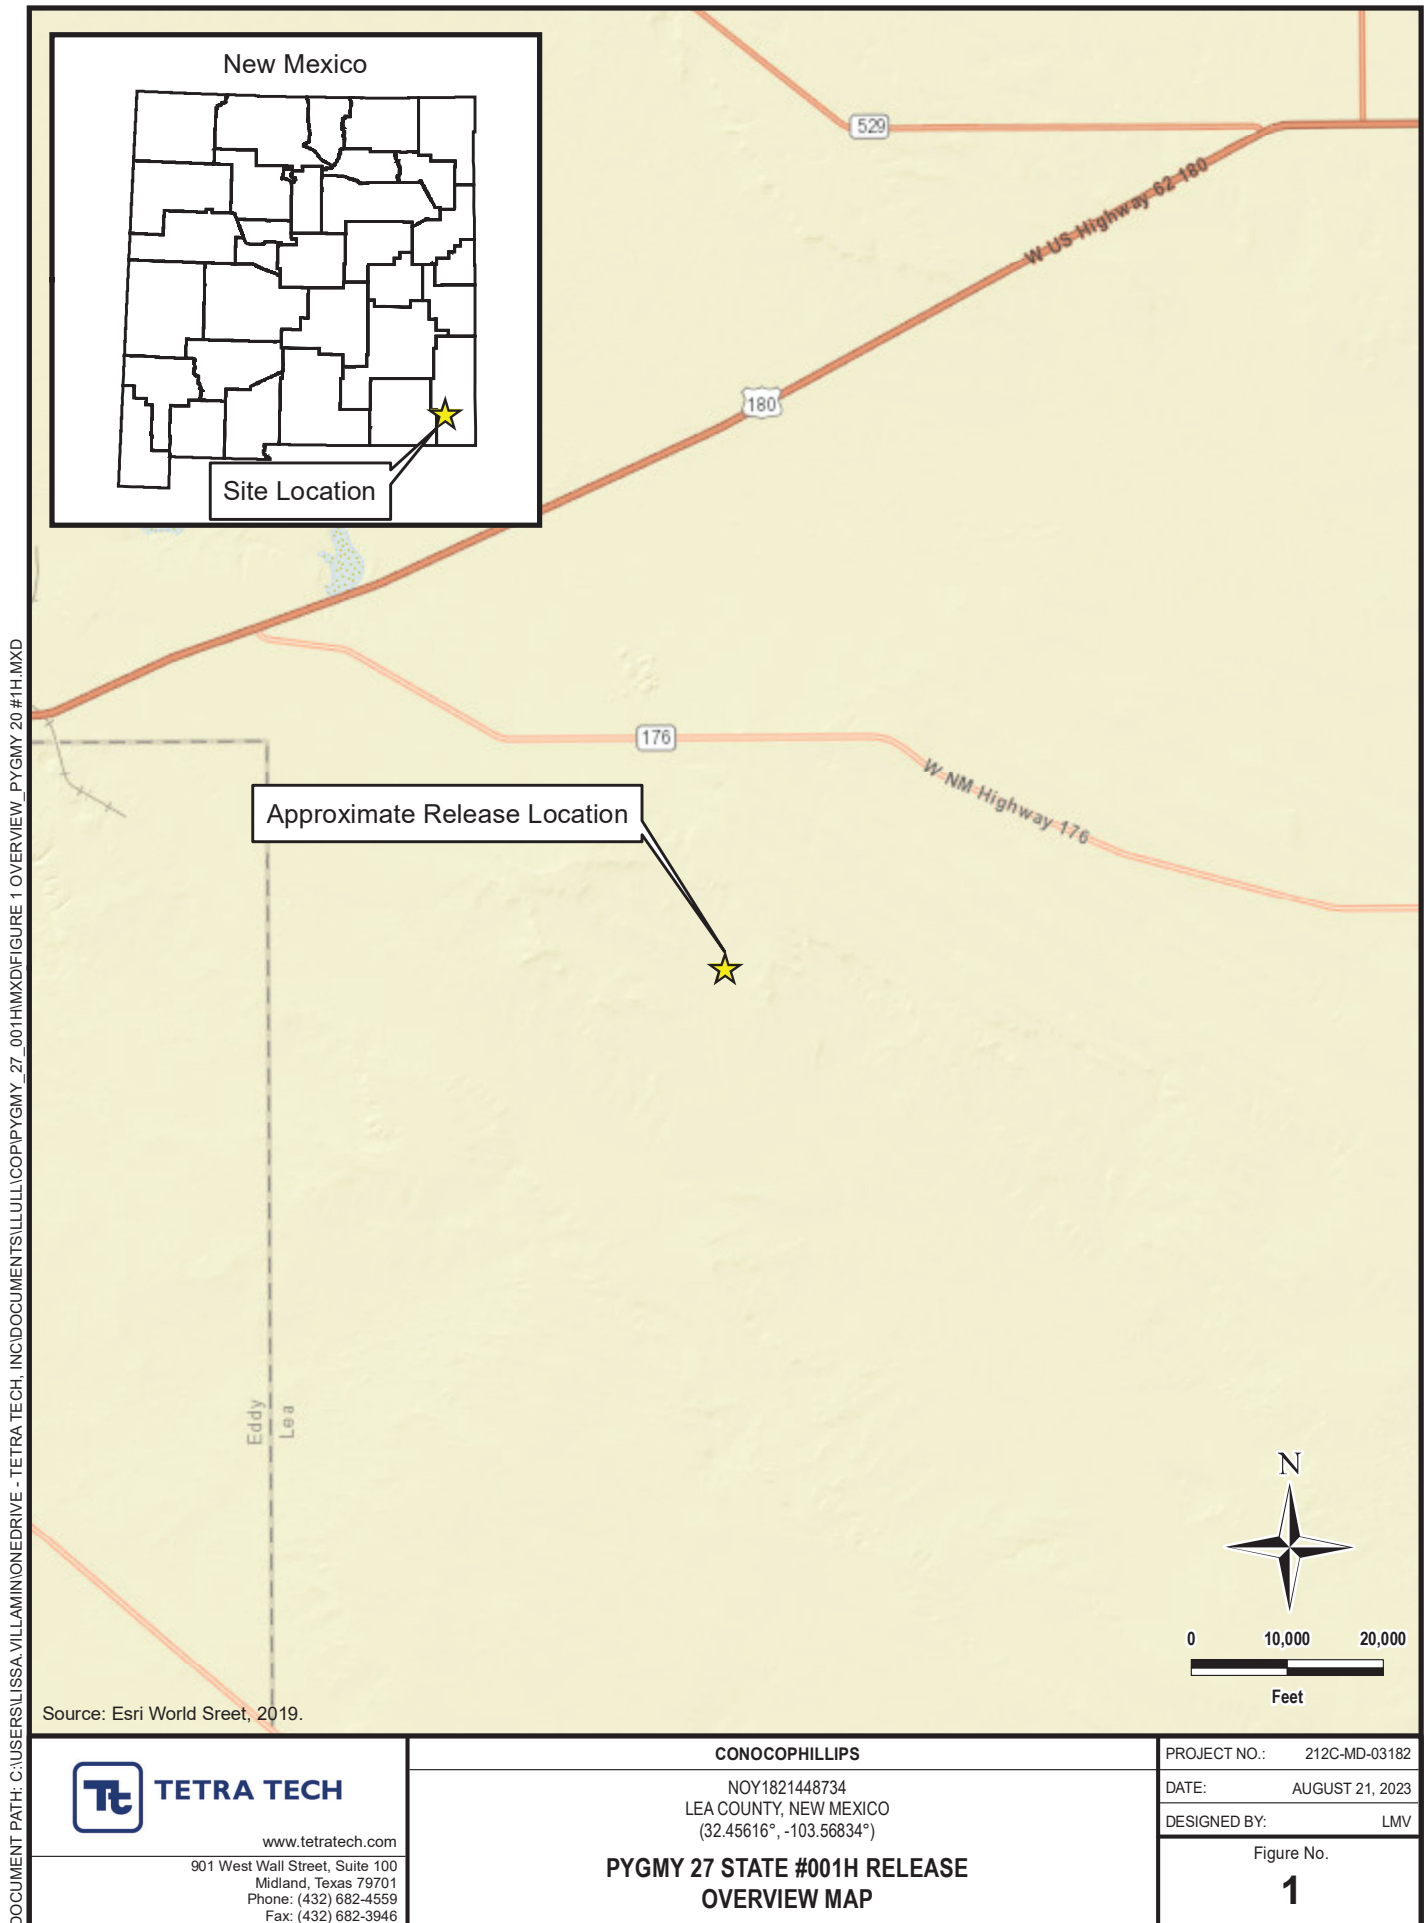 New Mexico
Site Location
529
W US Highway 62 180
180
176
W NM Highway 176
Approximate Release Location
Eddy
Lea
N
0 10,000 20,000
Feet
Source: Esri World Sreet, 2019.
DOCUMENT PATH: C:\USERS\LISSA.VILLAMIN\ONEDRIVE - TETRA TECH, INC\DOCUMENTS\LLULL\COP\PYGMY_27_001H\MXD\FIGURE 1 OVERVIEW_PYGMY 20 #1H.MXD
Tt TETRA TECH
www.tetratech.com
901 West Wall Street, Suite 100
Midland, Texas 79701
Phone: (432) 682-4559
Fax: (432) 682-3946
CONOCOPHILLIPS
NOY1821448734
LEA COUNTY, NEW MEXICO
(32.45616°, -103.56834°)
PYGMY 27 STATE #001H RELEASE
OVERVIEW MAP
PROJECT NO.: 212C-MD-03182
DATE: AUGUST 21, 2023
DESIGNED BY: LMV
Figure No.
1